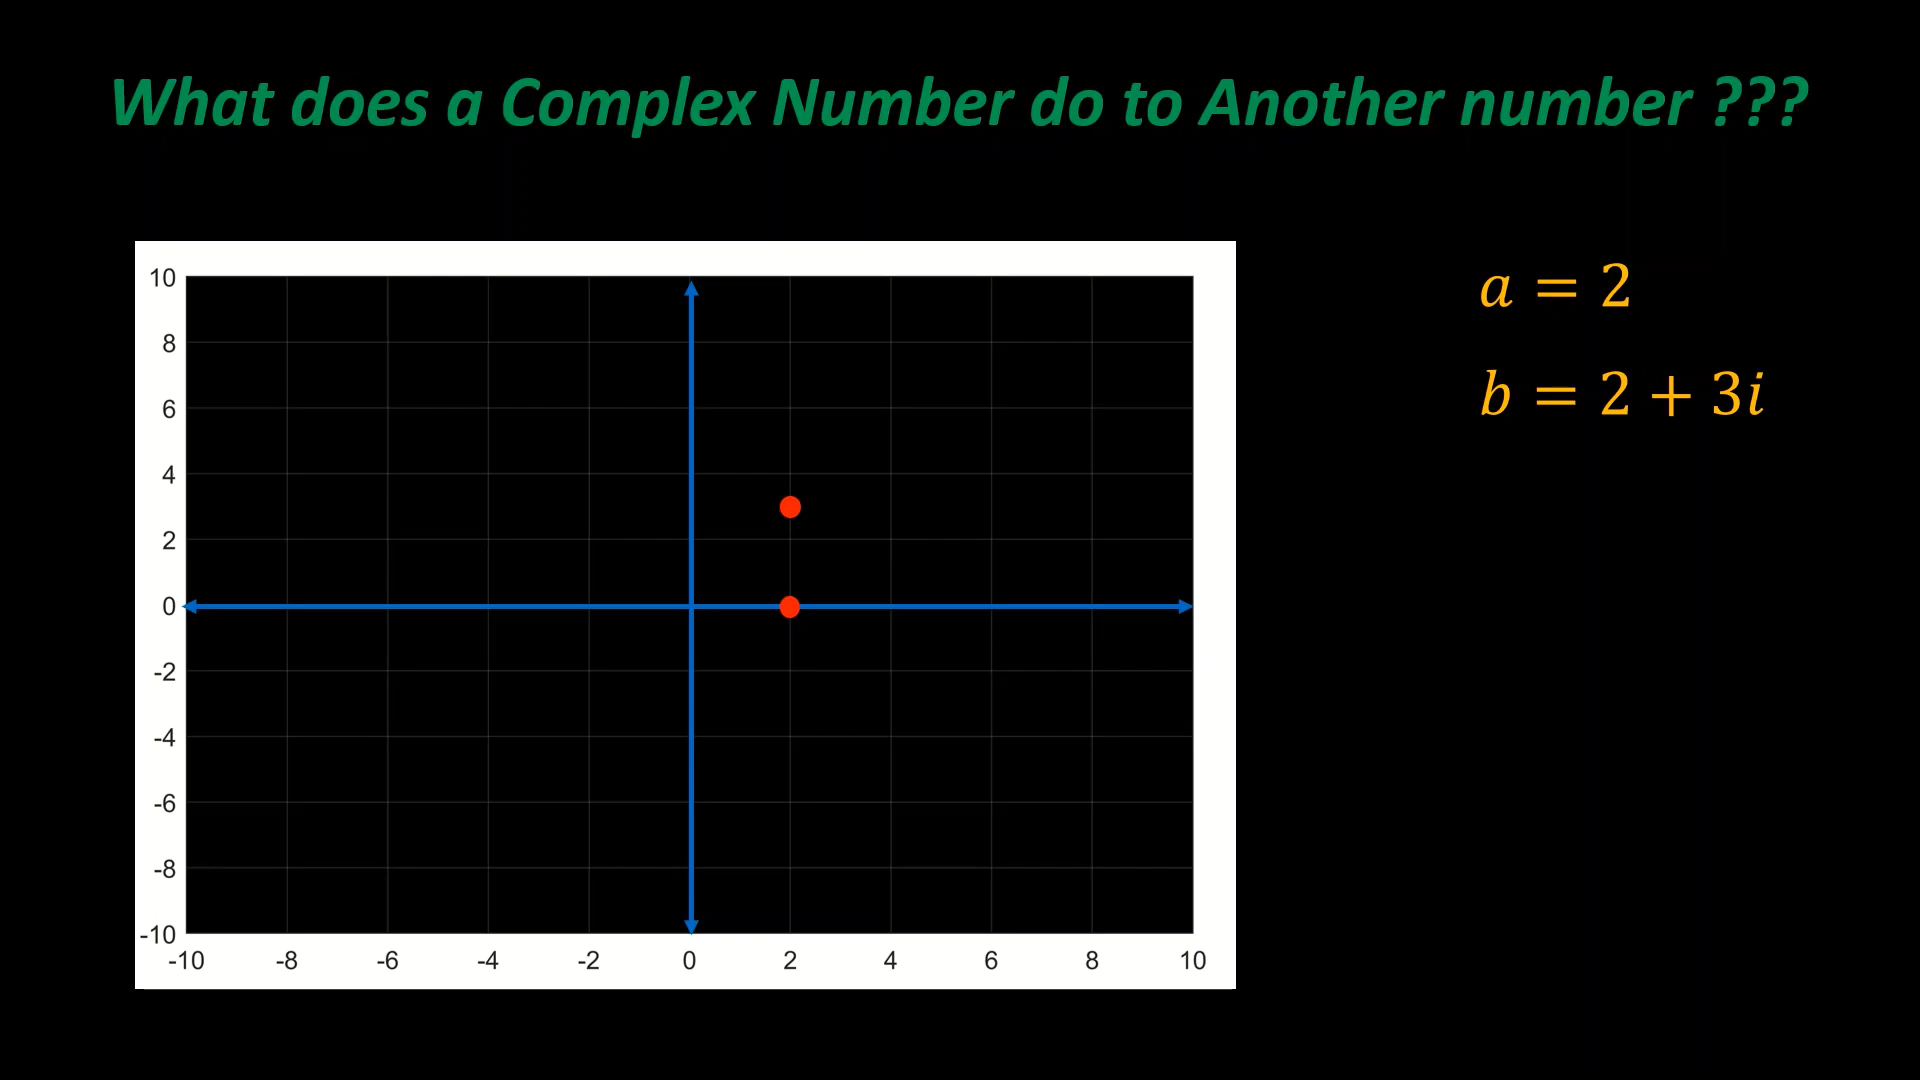 What does a Complex Number do to Another number ???
a = 2
b = 2 + 3i
10
8
6
4
2
0
-2
-4
-6
-8
-10
-10 -8 -6 -4 -2 0 2 4 6 8 10